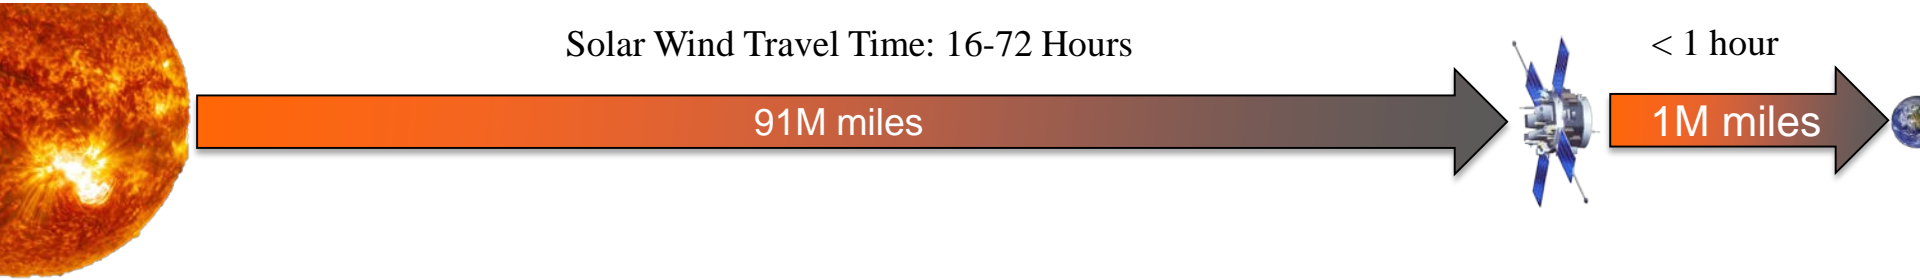 Solar Wind Travel Time: 16-72 Hours
< 1 hour
91M miles
1M miles